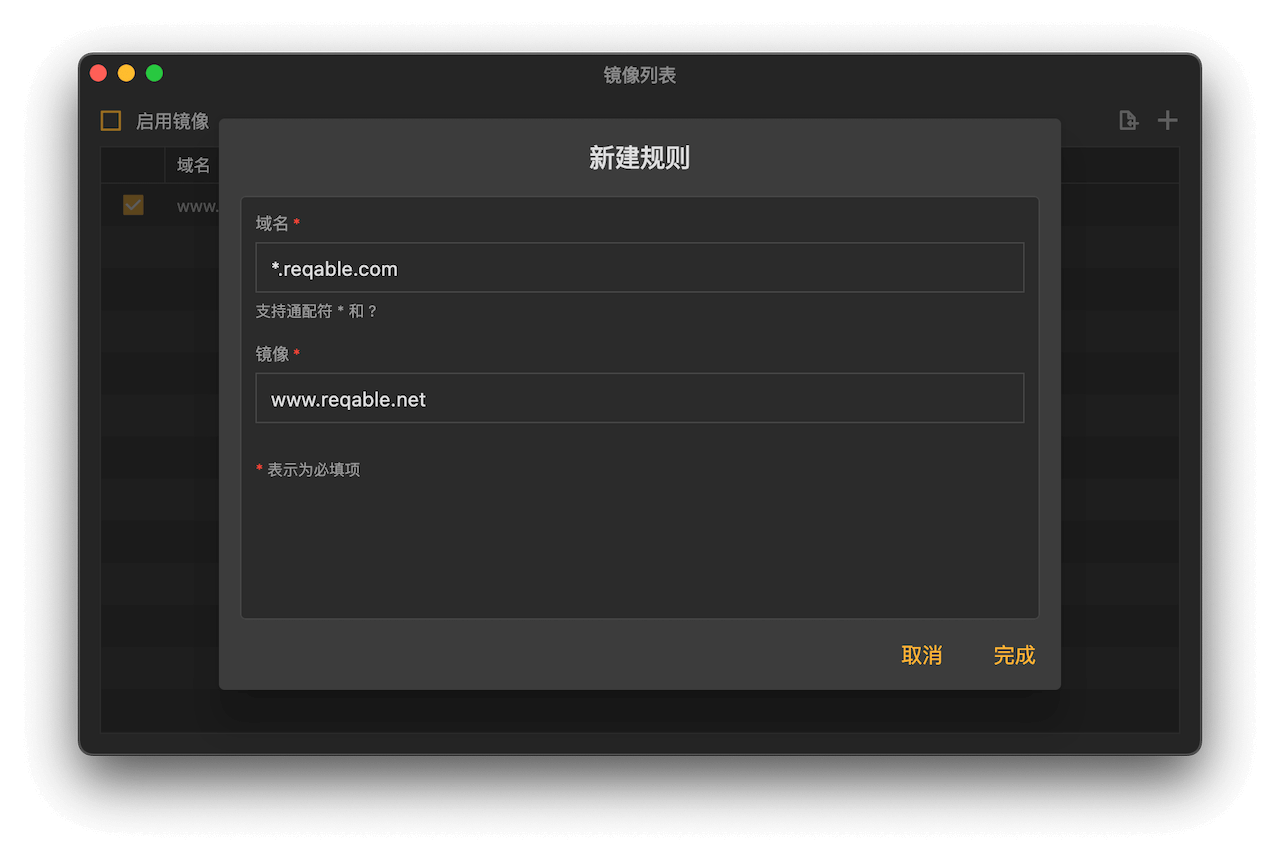 镜像列表
启用镜像
域名
www.
新建规则
域名 *
*.reqable.com
支持通配符 * 和 ?
镜像 *
www.reqable.net
* 表示为必填项
取消 完成